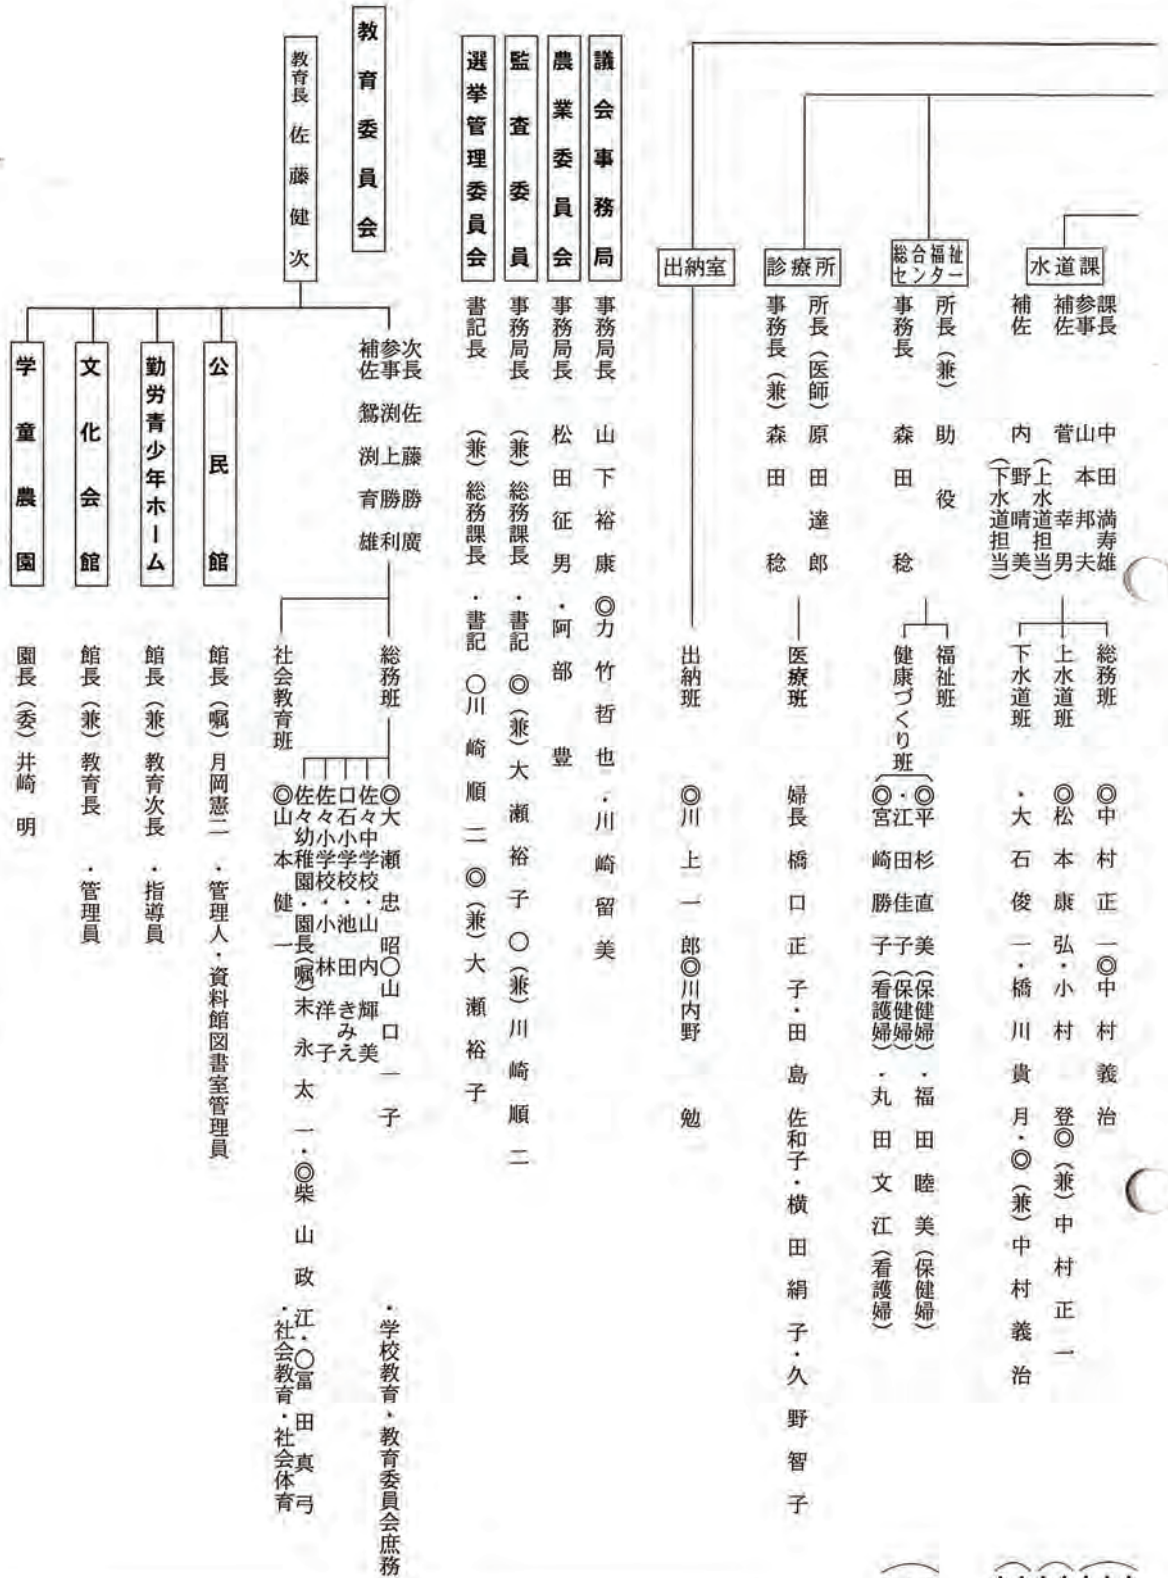 水道課
課長 中田満寿雄
参事 山本邦夫
補佐 菅幸男(上水道担当)
補佐 内野晴美(下水道担当)
総務班 ◎中村正一◎中村義治
上水道班 ◎松本康弘・小村登◎(兼)中村正一
下水道班 ・大石俊一・橋川貴月・◎(兼)中村義治
総合福祉センター
所長(兼)助役
事務長 森田稔
福祉班
健康づくり班
◎平杉直美(保健婦)・福田睦美(保健婦)
・江田佳子(保健婦)
◎宮崎勝子(看護婦)・丸田文江(看護婦)
診療所
所長(医師)原田達郎
事務長(兼)森田稔
医療班 婦長 橋口正子・田島佐和子・横田絹子・久野智子
出納室
出納班 ◎川上一郎◎川内野勉
議会事務局 事務局長 山下裕康 ◎力竹哲也・川崎留美
農業委員会 事務局長 松田征男 ・阿部豊
監査委員 事務局長 (兼)総務課長 ・書記 ◎(兼)大瀬裕子 ○(兼)川崎順二
選挙管理委員会 書記長 (兼)総務課長 ・書記 ○川崎順二 ◎(兼)大瀬裕子
教育委員会
教育長 佐藤健次
次長 佐藤勝廣
参事 渕上勝利
補佐 鴛渕育雄
総務班 ◎大瀬忠昭○山口一子 ・学校教育・教育委員会庶務
佐々中学校・山内輝美
口石小学校・池田きみえ
佐々小学校・小林洋子
佐々幼稚園・園長(嘱)末永太一・◎柴山政江・○冨田真弓
社会教育班 ◎山本健一 ・社会教育・社会体育
公民館 館長(嘱)月岡憲二 ・管理人・資料館図書室管理員
勤労青少年ホーム 館長(兼)教育次長 ・指導員
文化会館 館長(兼)教育長 ・管理員
学童農園 園長(委)井崎明